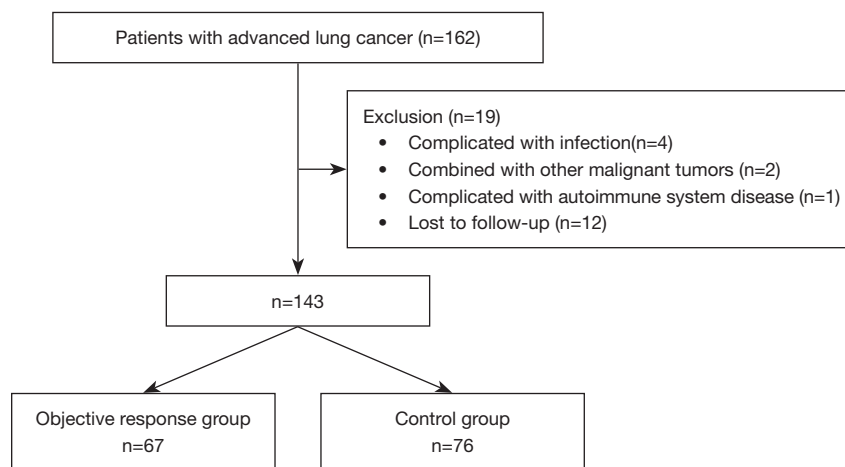 Patients with advanced lung cancer (n=162)
Exclusion (n=19)
• Complicated with infection(n=4)
• Combined with other malignant tumors (n=2)
• Complicated with autoimmune system disease (n=1)
• Lost to follow-up (n=12)
n=143
Objective response group
n=67
Control group
n=76